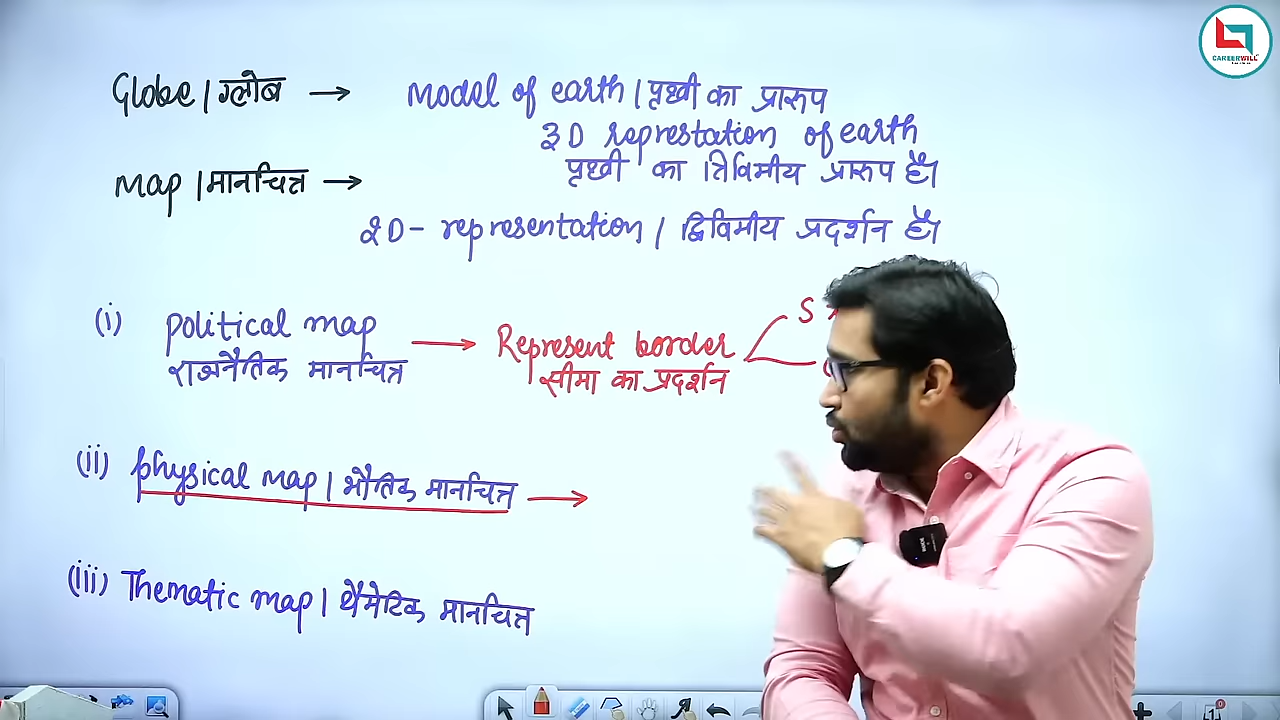 CAREERWILL
Globe | ग्लोब → model of earth | पृथ्वी का प्रारूप
3D represtation of earth
पृथ्वी का त्रिविमीय प्रारूप है।
Map | मानचित्र →
2D- representation | द्विविमीय प्रदर्शन है।
(i) political map → Represent border
राजनैतिक मानचित्र सीमा का प्रदर्शन
(ii) physical map | भौतिक मानचित्र →
(iii) Thematic map | थैमेटिक मानचित्र